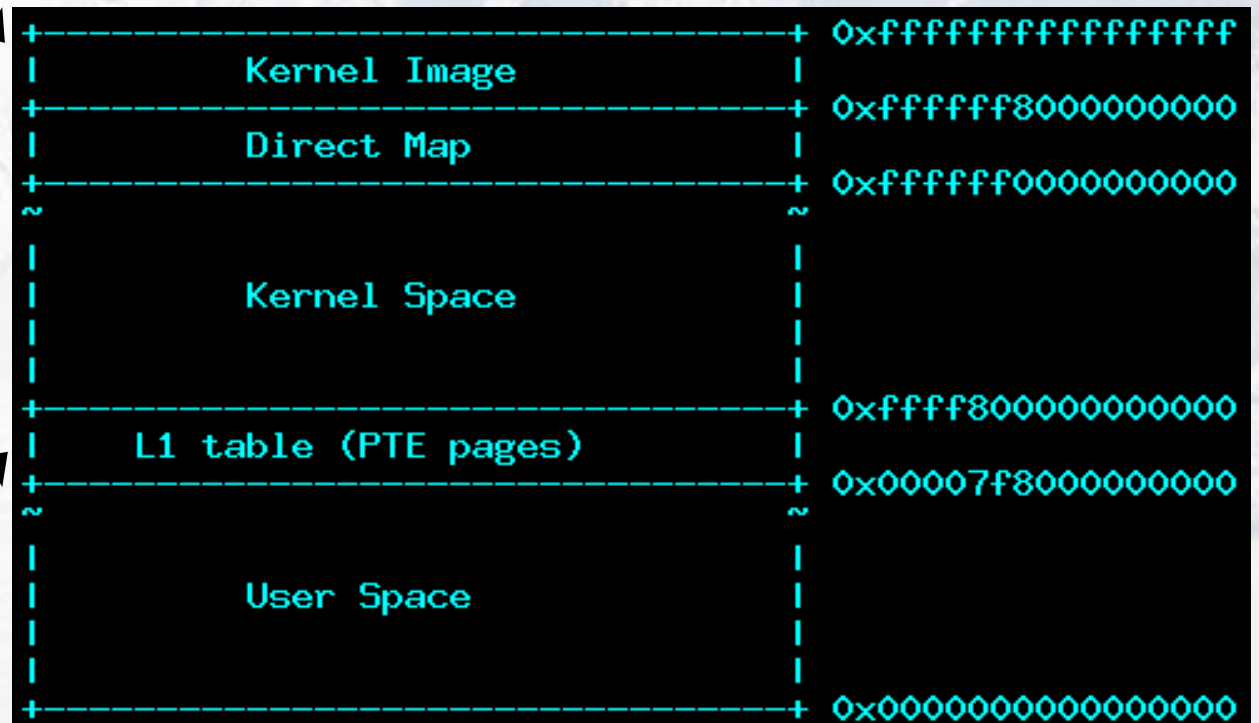 0xffffffffffffffff
Kernel Image
0xffffff8000000000
Direct Map
0xffffff0000000000
Kernel Space
0xffff800000000000
L1 table (PTE pages)
0x00007f8000000000
User Space
0x0000000000000000